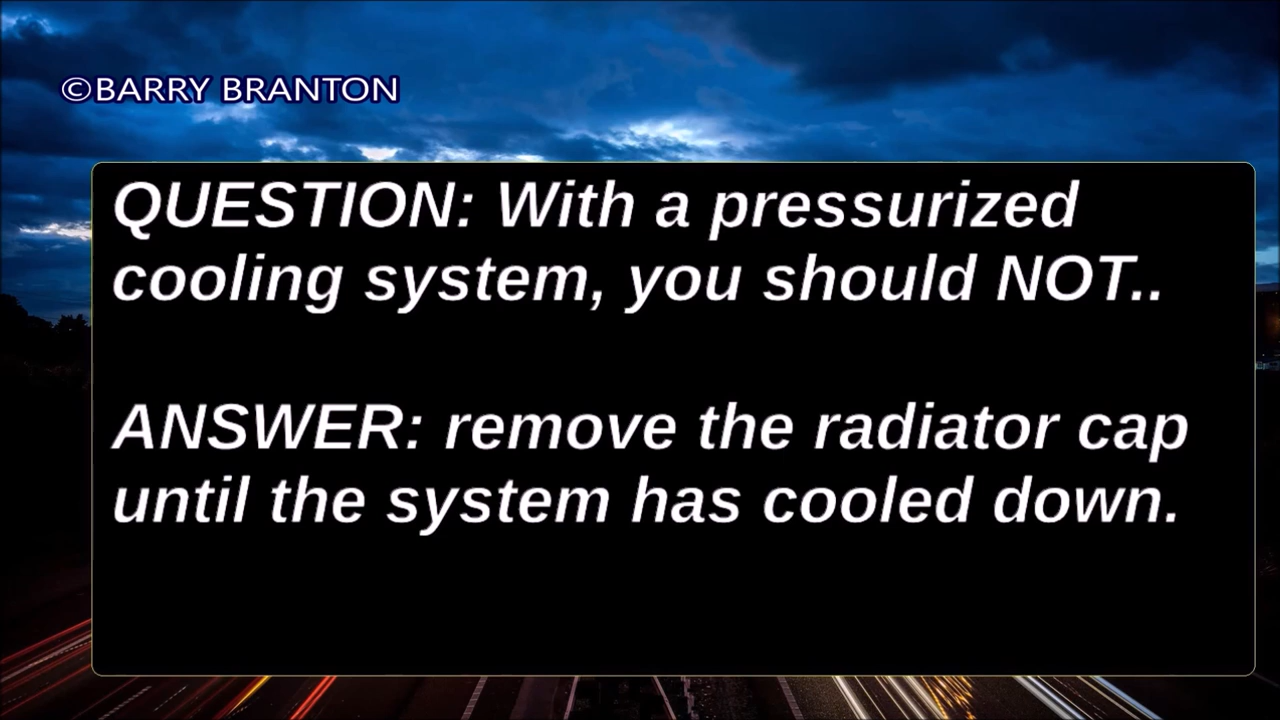 ©BARRY BRANTON
QUESTION: With a pressurized
cooling system, you should NOT..
ANSWER: remove the radiator cap
until the system has cooled down.